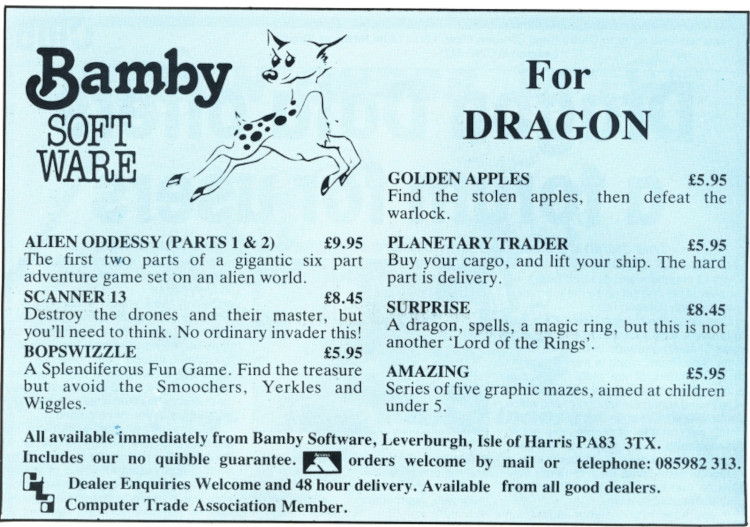 Bamby
SOFT
WARE
For
DRAGON
ALIEN ODDESSY (PARTS 1 & 2) £9.95
The first two parts of a gigantic six part
adventure game set on an alien world.
SCANNER 13 £8.45
Destroy the drones and their master, but
you'll need to think. No ordinary invader this!
BOPSWIZZLE £5.95
A Splendiferous Fun Game. Find the treasure
but avoid the Smoochers, Yerkles and
Wiggles.
GOLDEN APPLES £5.95
Find the stolen apples, then defeat the
warlock.
PLANETARY TRADER £5.95
Buy your cargo, and lift your ship. The hard
part is delivery.
SURPRISE £8.45
A dragon, spells, a magic ring, but this is not
another 'Lord of the Rings'.
AMAZING £5.95
Series of five graphic mazes, aimed at children
under 5.
All available immediately from Bamby Software, Leverburgh, Isle of Harris PA83 3TX.
Includes our no quibble guarantee. orders welcome by mail or telephone: 085982 313.
Dealer Enquiries Welcome and 48 hour delivery. Available from all good dealers.
Computer Trade Association Member.